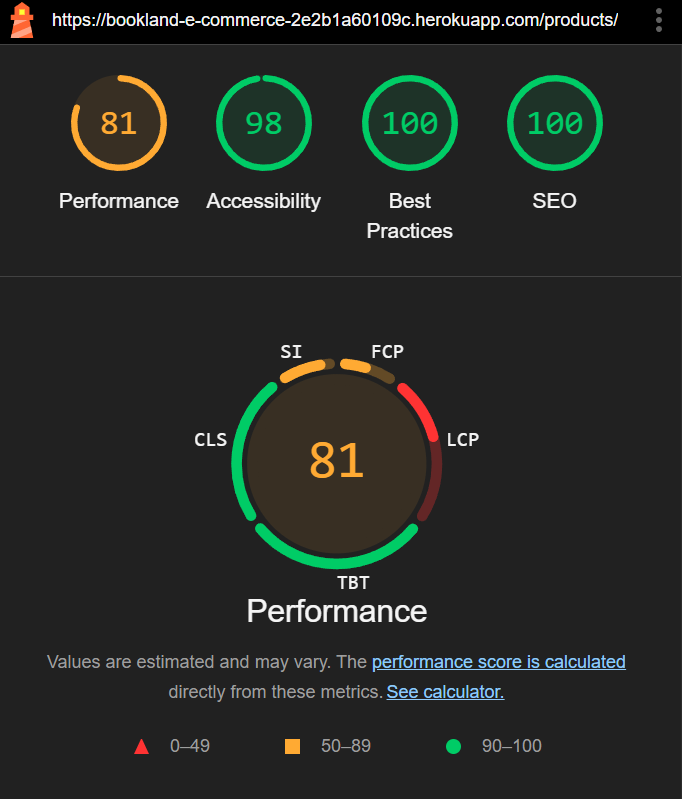 https://bookland-e-commerce-2e2b1a60109c.herokuapp.com/products/
81 98 100 100
Performance Accessibility Best Practices SEO
SI FCP
CLS LCP
81
TBT
Performance
Values are estimated and may vary. The performance score is calculated
directly from these metrics. See calculator.
0–49 50–89 90–100